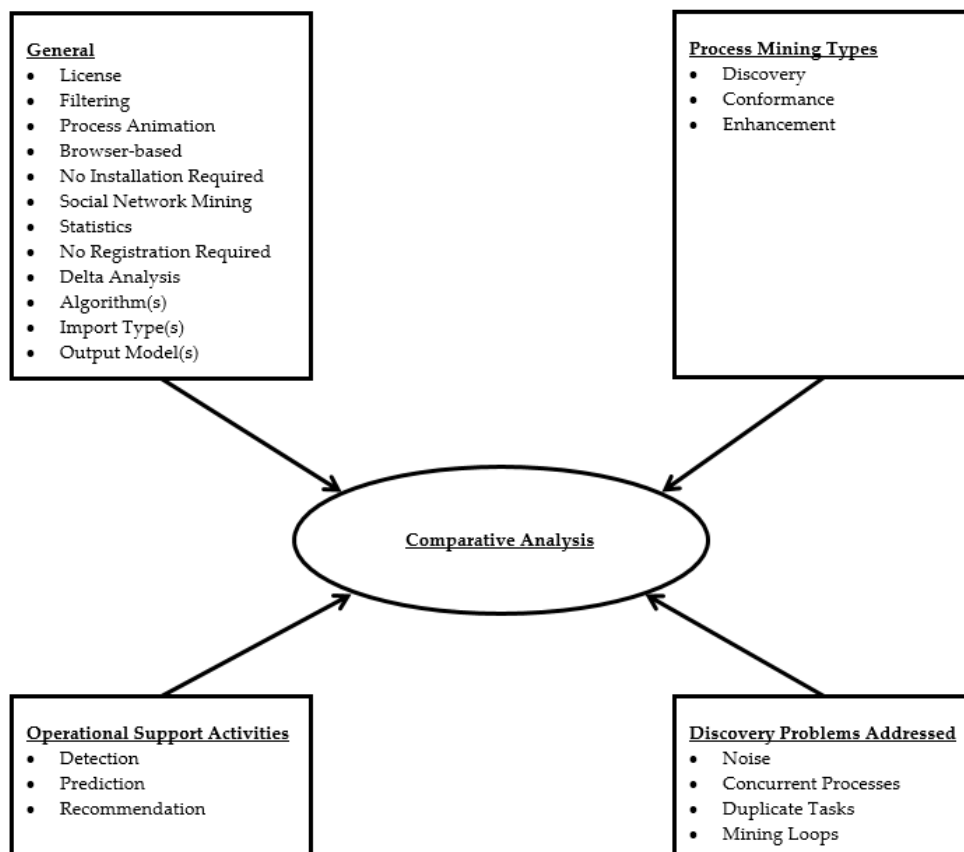 General
• License
• Filtering
• Process Animation
• Browser-based
• No Installation Required
• Social Network Mining
• Statistics
• No Registration Required
• Delta Analysis
• Algorithm(s)
• Import Type(s)
• Output Model(s)
Process Mining Types
• Discovery
• Conformance
• Enhancement
Comparative Analysis
Operational Support Activities
• Detection
• Prediction
• Recommendation
Discovery Problems Addressed
• Noise
• Concurrent Processes
• Duplicate Tasks
• Mining Loops